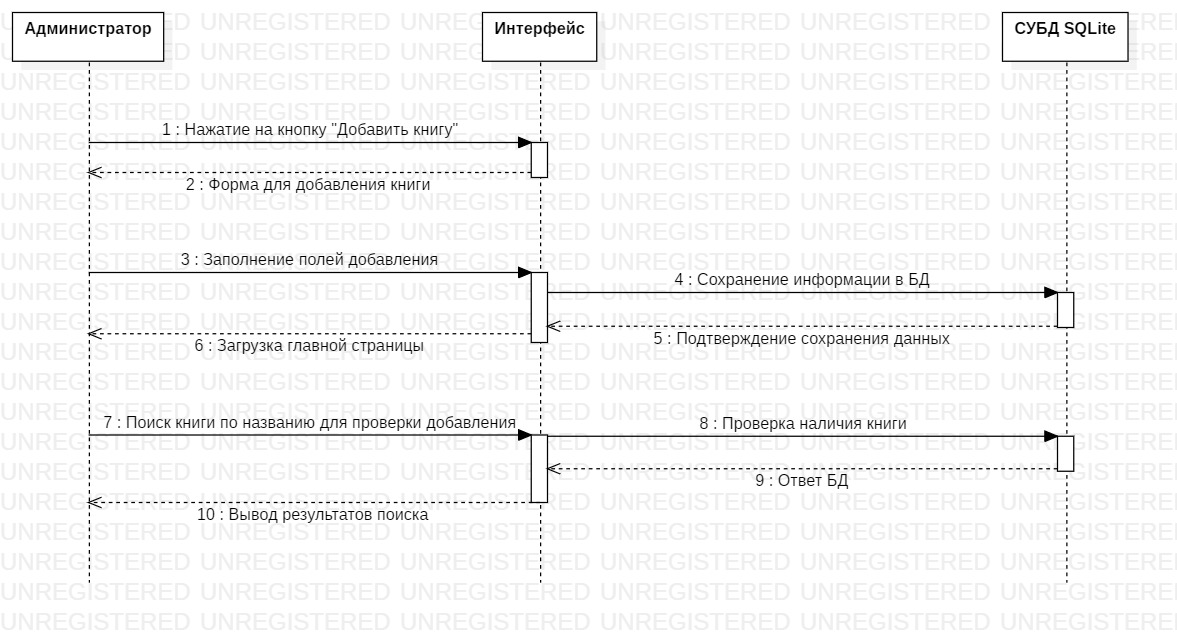 Администратор
Интерфейс
СУБД SQLite
1 : Нажатие на кнопку "Добавить книгу"
2 : Форма для добавления книги
3 : Заполнение полей добавления
4 : Сохранение информации в БД
5 : Подтверждение сохранения данных
6 : Загрузка главной страницы
7 : Поиск книги по названию для проверки добавления
8 : Проверка наличия книги
9 : Ответ БД
10 : Вывод результатов поиска
UNREGISTERED